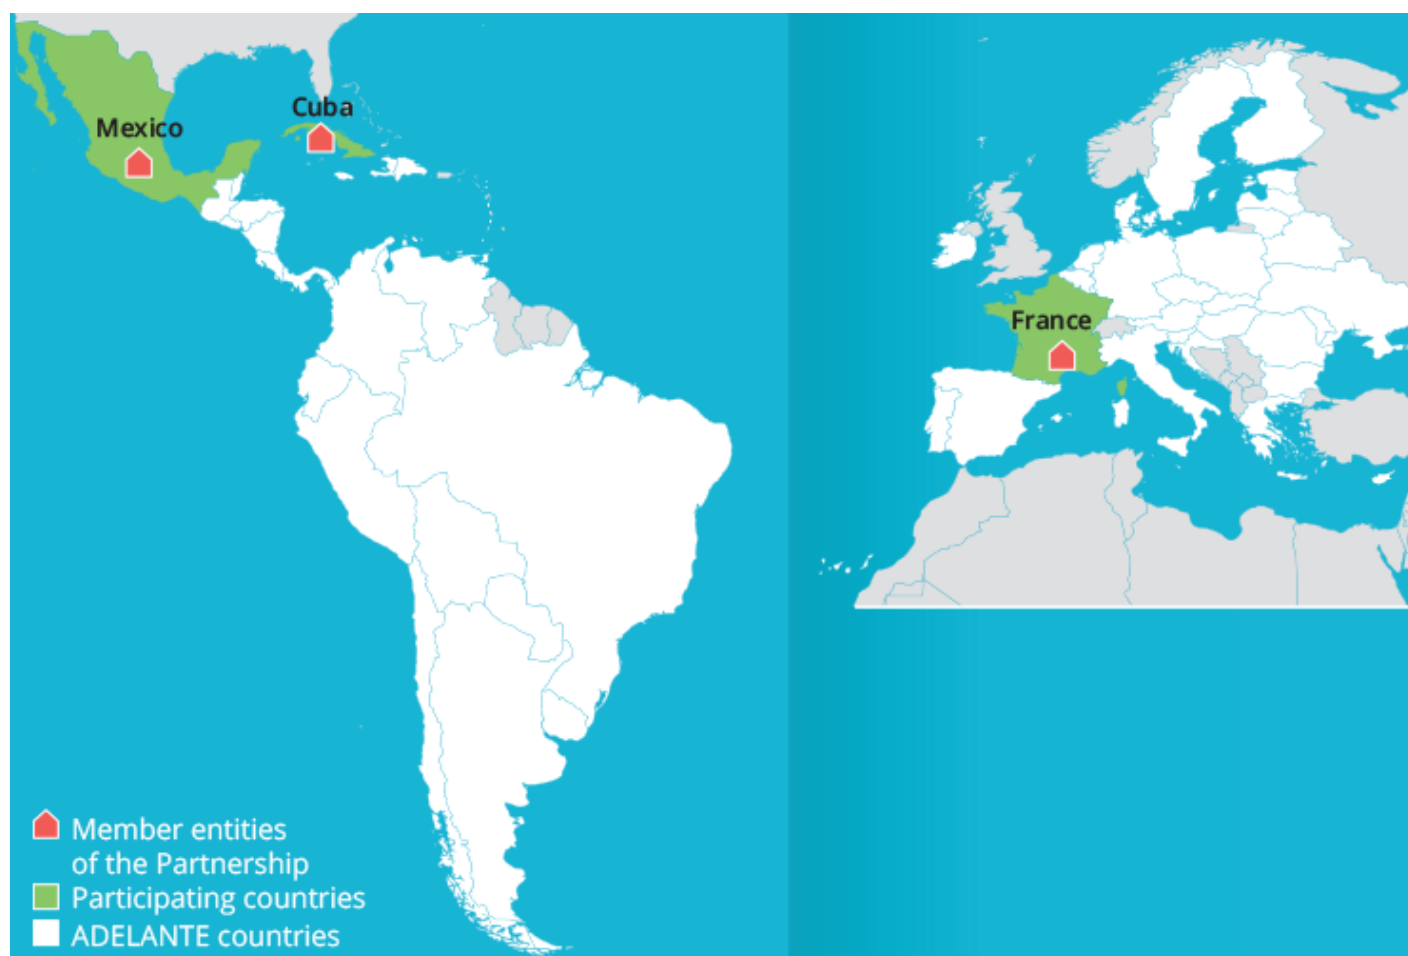 Cuba
Mexico
France
Member entities
of the Partnership
Participating countries
ADELANTE countries